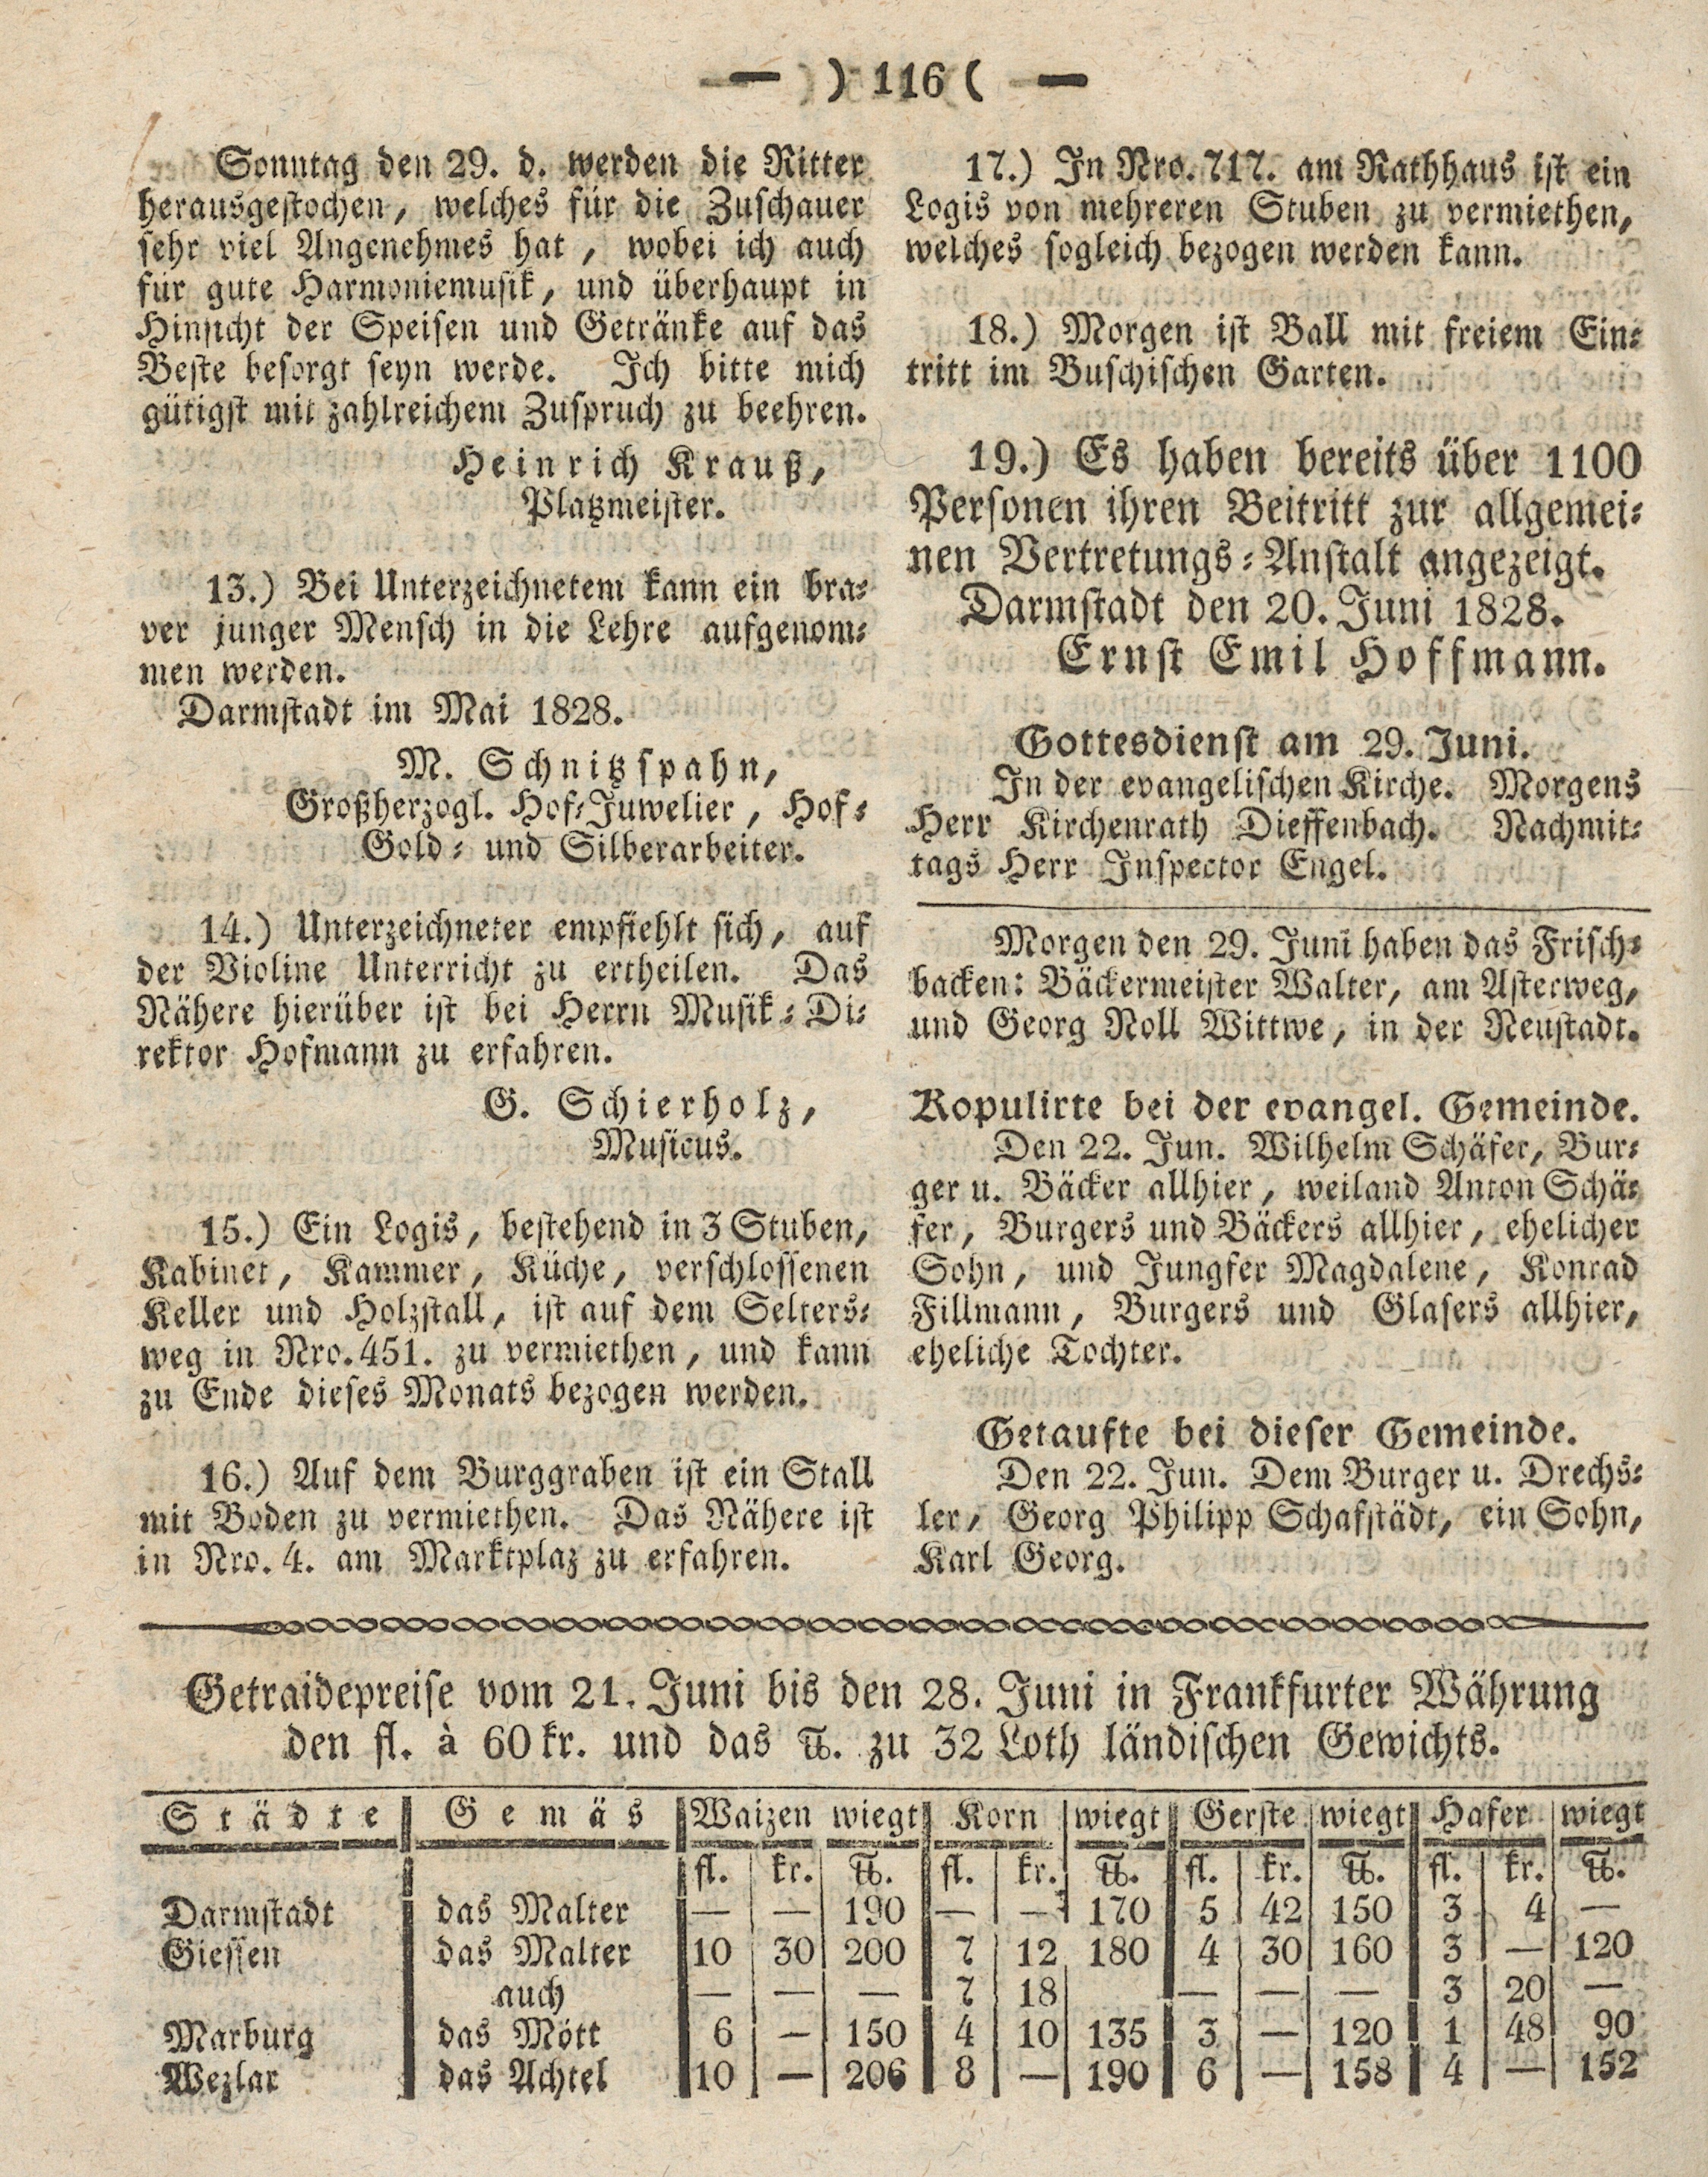 — ) 116 ( —
Sonntag den 29. d. werden die Ritter
herausgestochen, welches für die Zuschauer
sehr viel Angenehmes hat, wobei ich auch
für gute Harmoniemusik, und überhaupt in
Hinsicht der Speisen und Getränke auf das
Beste besorgt seyn werde. Ich bitte mich
gütigst mit zahlreichem Zuspruch zu beehren.
Heinrich Krauß,
Platzmeister.
13.) Bei Unterzeichnetem kann ein bra-
ver junger Mensch in die Lehre aufgenom-
men werden.
Darmstadt im Mai 1828.
M. Schnitzspahn,
Großherzogl. Hof-Juwelier, Hof-
Gold- und Silberarbeiter.
14.) Unterzeichneter empfiehlt sich, auf
der Violine Unterricht zu ertheilen. Das
Nähere hierüber ist bei Herrn Musik-Di-
rektor Hofmann zu erfahren.
G. Schierholz,
Musicus.
15.) Ein Logis, bestehend in 3 Stuben,
Kabinet, Kammer, Küche, verschlossenen
Keller und Holzstall, ist auf dem Selters-
weg in Nro. 451. zu vermiethen, und kann
zu Ende dieses Monats bezogen werden.
16.) Auf dem Burggraben ist ein Stall
mit Boden zu vermiethen. Das Nähere ist
in Nro. 4. am Marktplaz zu erfahren.
17.) In Nro. 717. am Rathhaus ist ein
Logis von mehreren Stuben zu vermiethen,
welches sogleich bezogen werden kann.
18.) Morgen ist Ball mit freiem Ein-
tritt im Buschischen Garten.
19.) Es haben bereits über 1100
Personen ihren Beitritt zur allgemei-
nen Vertretungs-Anstalt angezeigt.
Darmstadt den 20. Juni 1828.
Ernst Emil Hoffmann.
Gottesdienst am 29. Juni.
In der evangelischen Kirche. Morgens
Herr Kirchenrath Dieffenbach. Nachmit-
tags Herr Inspector Engel.
Morgen den 29. Juni haben das Frisch-
backen: Bäckermeister Walter, am Asterweg,
und Georg Noll Wittwe, in der Neustadt.
Kopulirte bei der evangel. Gemeinde.
Den 22. Jun. Wilhelm Schäfer, Bur-
ger u. Bäcker allhier, weiland Anton Schä-
fer, Burgers und Bäckers allhier, ehelicher
Sohn, und Jungfer Magdalene, Konrad
Fillmann, Burgers und Glasers allhier,
eheliche Tochter.
Getaufte bei dieser Gemeinde.
Den 22. Jun. Dem Burger u. Drechs-
ler, Georg Philipp Schafstädt, ein Sohn,
Karl Georg.
Getraidepreise vom 21. Juni bis den 28. Juni in Frankfurter Währung
den fl. à 60 kr. und das ℔. zu 32 Loth ländischen Gewichts.
Städte Gemäs Waizen wiegt Korn wiegt Gerste wiegt Hafer wiegt
fl. kr. ℔. fl. kr. ℔. fl. kr. ℔. fl. kr. ℔.
Darmstadt das Malter — — 190 — — 170 5 42 150 3 4 —
Giessen das Malter 10 30 200 7 12 180 4 30 160 3 — 120
auch — — — 7 18 — — — 3 20 —
Marburg das Mött 6 — 150 4 10 135 3 — 120 1 48 90
Wezlar das Achtel 10 — 206 8 — 190 6 — 158 4 — 152